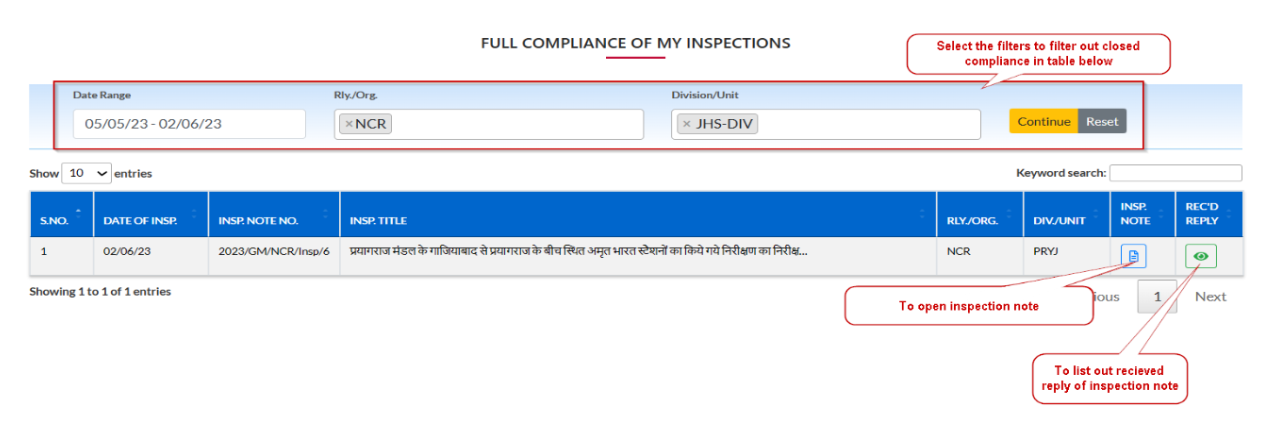 FULL COMPLIANCE OF MY INSPECTIONS
Select the filters to filter out closed
compliance in table below
Date Range Rly./Org. Division/Unit
05/05/23 - 02/06/23 ×NCR × JHS-DIV Continue Reset
Show 10 entries Keyword search:
S.NO. DATE OF INSP. INSP. NOTE NO. INSP. TITLE RLY./ORG. DIV./UNIT INSP. NOTE REC'D REPLY
1 02/06/23 2023/GM/NCR/Insp/6 प्रयागराज मंडल के गाजियाबाद से प्रयागराज के बीच स्थित अमृत भारत स्टेशनों का किये गये निरीक्षण का निरीक्ष... NCR PRYJ
Showing 1 to 1 of 1 entries
To open inspection note
ious 1 Next
To list out recieved
reply of inspection note